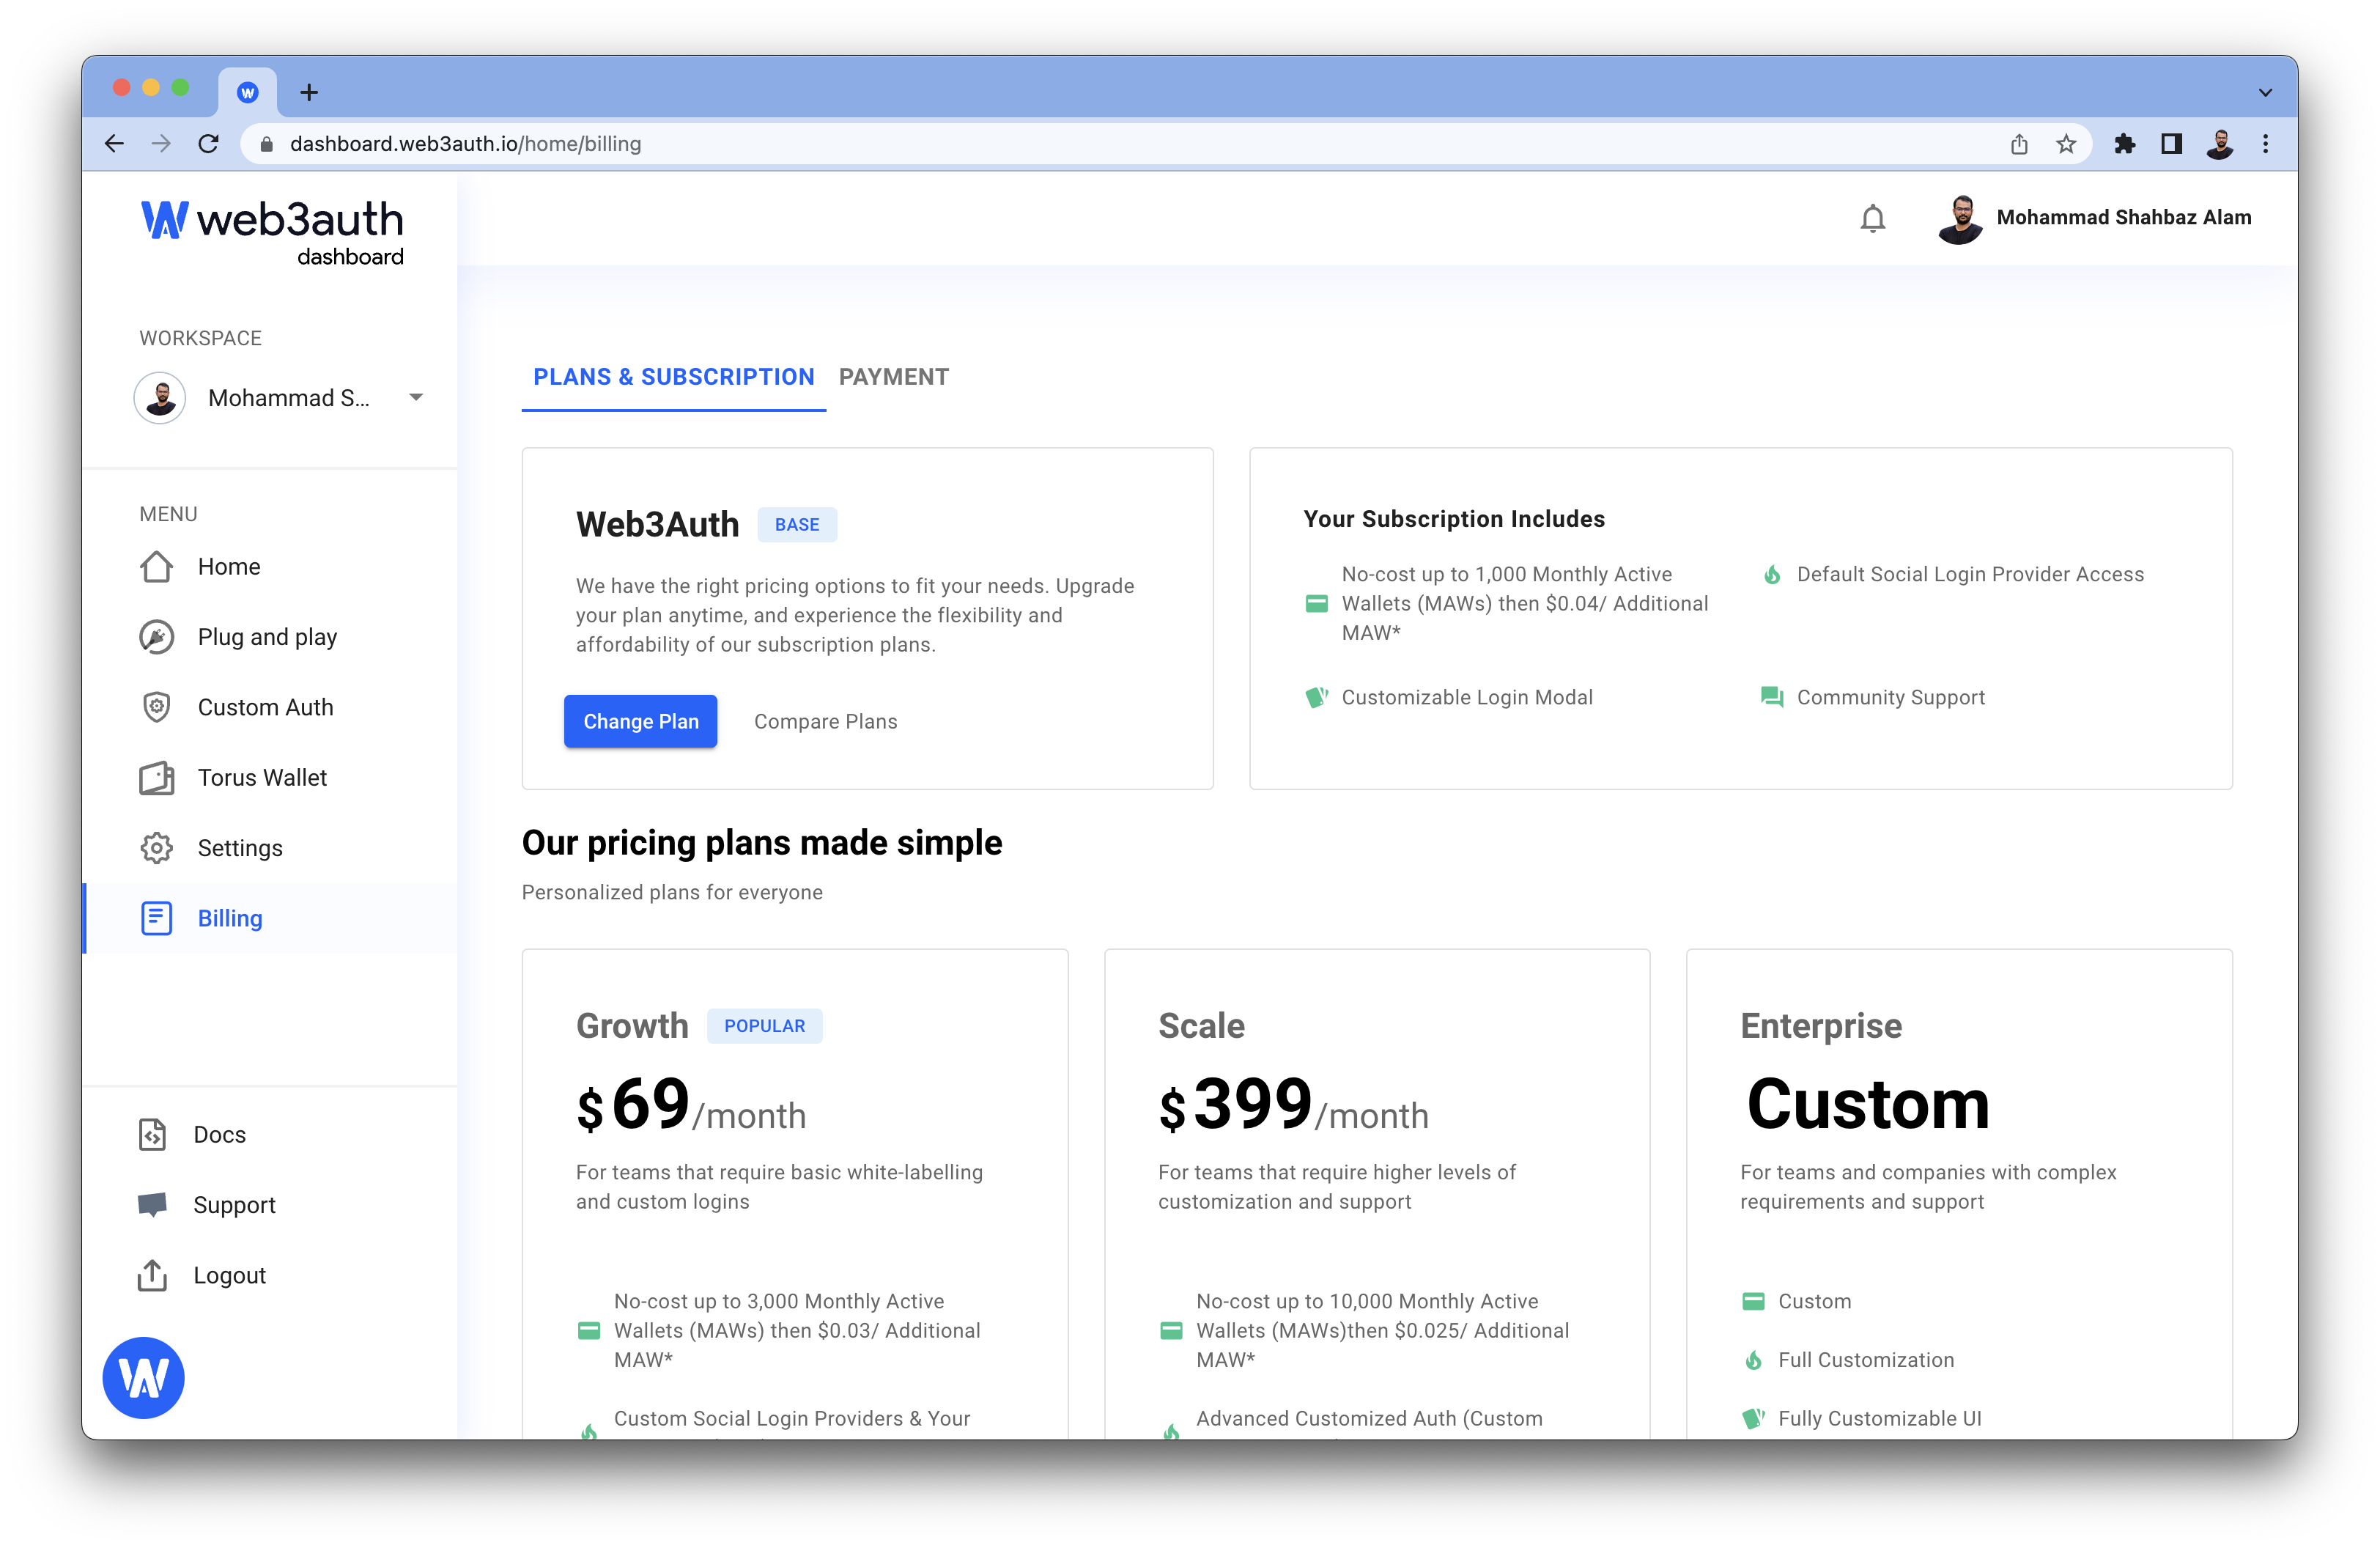 dashboard.web3auth.io/home/billing
web3auth
dashboard
Mohammad Shahbaz Alam
WORKSPACE
Mohammad S...
MENU
Home
Plug and play
Custom Auth
Torus Wallet
Settings
Billing
Docs
Support
Logout
PLANS & SUBSCRIPTION
PAYMENT
Web3Auth
BASE
We have the right pricing options to fit your needs. Upgrade
your plan anytime, and experience the flexibility and
affordability of our subscription plans.
Change Plan
Compare Plans
Your Subscription Includes
No-cost up to 1,000 Monthly Active
Wallets (MAWs) then $0.04/ Additional
MAW*
Default Social Login Provider Access
Customizable Login Modal
Community Support
Our pricing plans made simple
Personalized plans for everyone
Growth
POPULAR
$69/month
For teams that require basic white-labelling
and custom logins
No-cost up to 3,000 Monthly Active
Wallets (MAWs) then $0.03/ Additional
MAW*
Custom Social Login Providers & Your
Scale
$399/month
For teams that require higher levels of
customization and support
No-cost up to 10,000 Monthly Active
Wallets (MAWs)then $0.025/ Additional
MAW*
Advanced Customized Auth (Custom
Enterprise
Custom
For teams and companies with complex
requirements and support
Custom
Full Customization
Fully Customizable UI